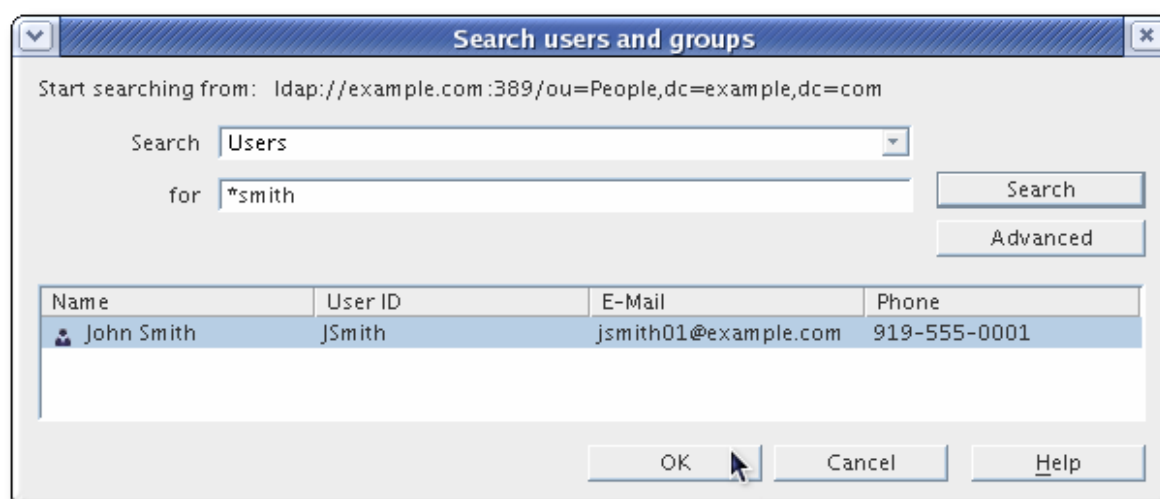 Search users and groups
Start searching from: ldap://example.com:389/ou=People,dc=example,dc=com
Search Users
for *smith Search
Advanced
Name User ID E-Mail Phone
John Smith JSmith jsmith01@example.com 919-555-0001
OK Cancel Help